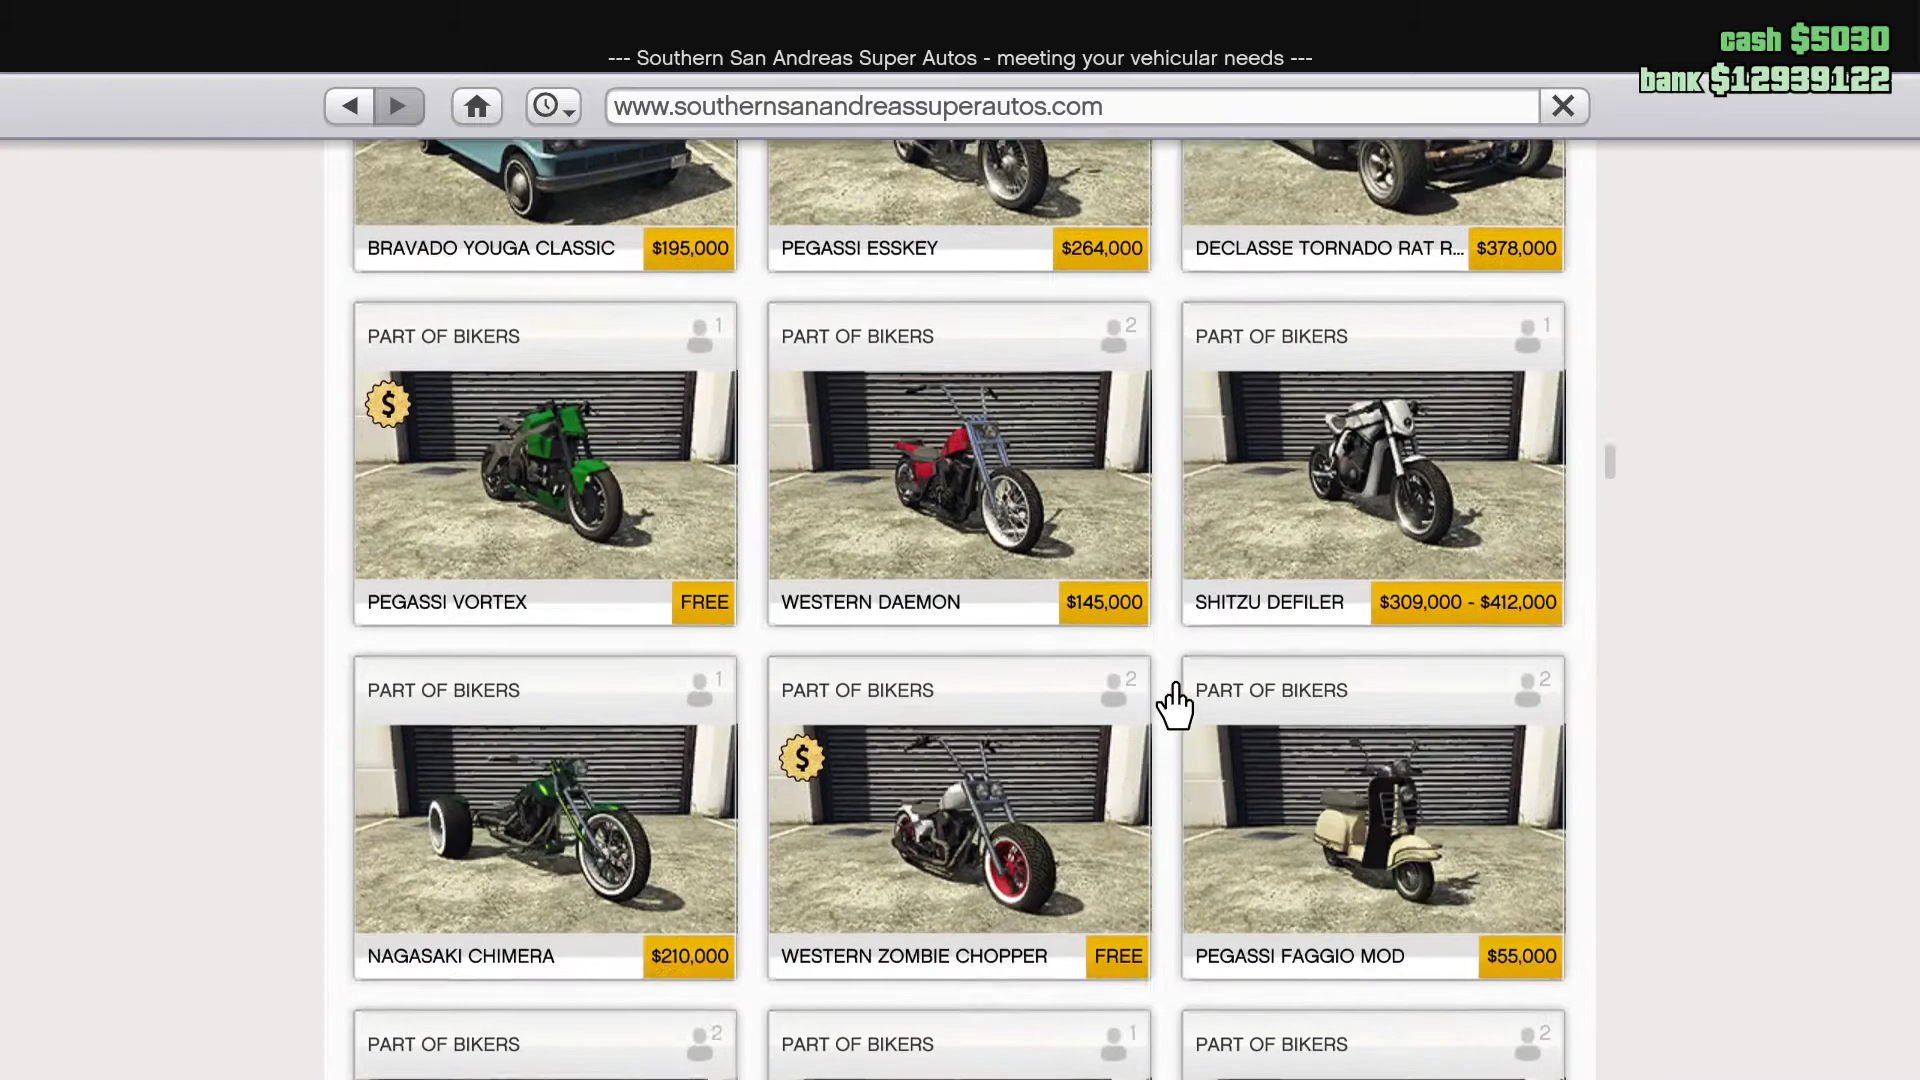 cash $5030
--- Southern San Andreas Super Autos - meeting your vehicular needs ---
bank $12939122
www.southernsanandreassuperautos.com
BRAVADO YOUGA CLASSIC $195,000
PEGASSI ESSKEY $264,000
DECLASSE TORNADO RAT R... $378,000
PART OF BIKERS 1
PART OF BIKERS 2
PART OF BIKERS 1
$
PEGASSI VORTEX FREE
WESTERN DAEMON $145,000
SHITZU DEFILER $309,000 - $412,000
PART OF BIKERS 1
PART OF BIKERS 2
PART OF BIKERS 2
$
NAGASAKI CHIMERA $210,000
WESTERN ZOMBIE CHOPPER FREE
PEGASSI FAGGIO MOD $55,000
PART OF BIKERS 2
PART OF BIKERS 1
PART OF BIKERS 2